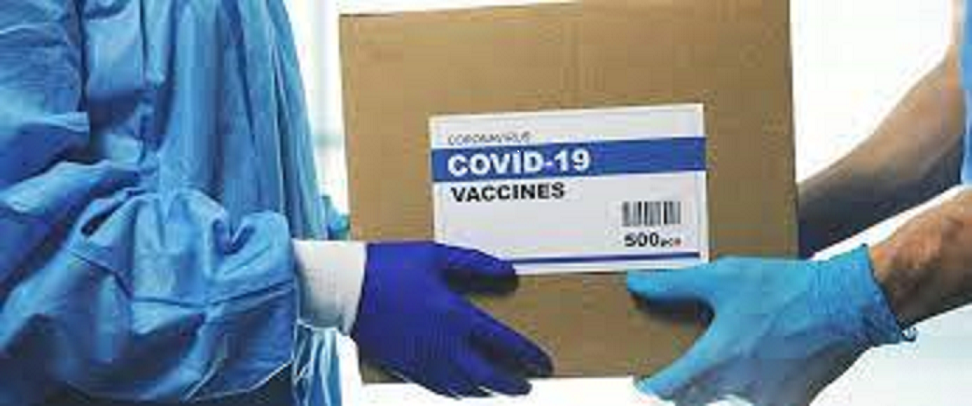 CORONAVIRUS
COVID-19
VACCINES
500pcs